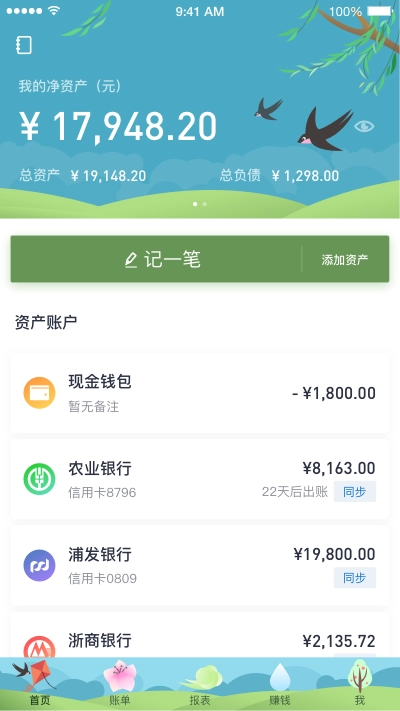 9:41 AM 100%
我的净资产（元）
¥ 17,948.20
总资产 ¥ 19,148.20 总负债 ¥ 1,298.00
记一笔 添加资产
资产账户
现金钱包
- ¥1,800.00
暂无备注
农业银行 ¥8,163.00
信用卡8796 22天后出账 同步
浦发银行 ¥19,800.00
信用卡0809 同步
浙商银行 ¥2,135.72
首页 账单 报表 赚钱 我